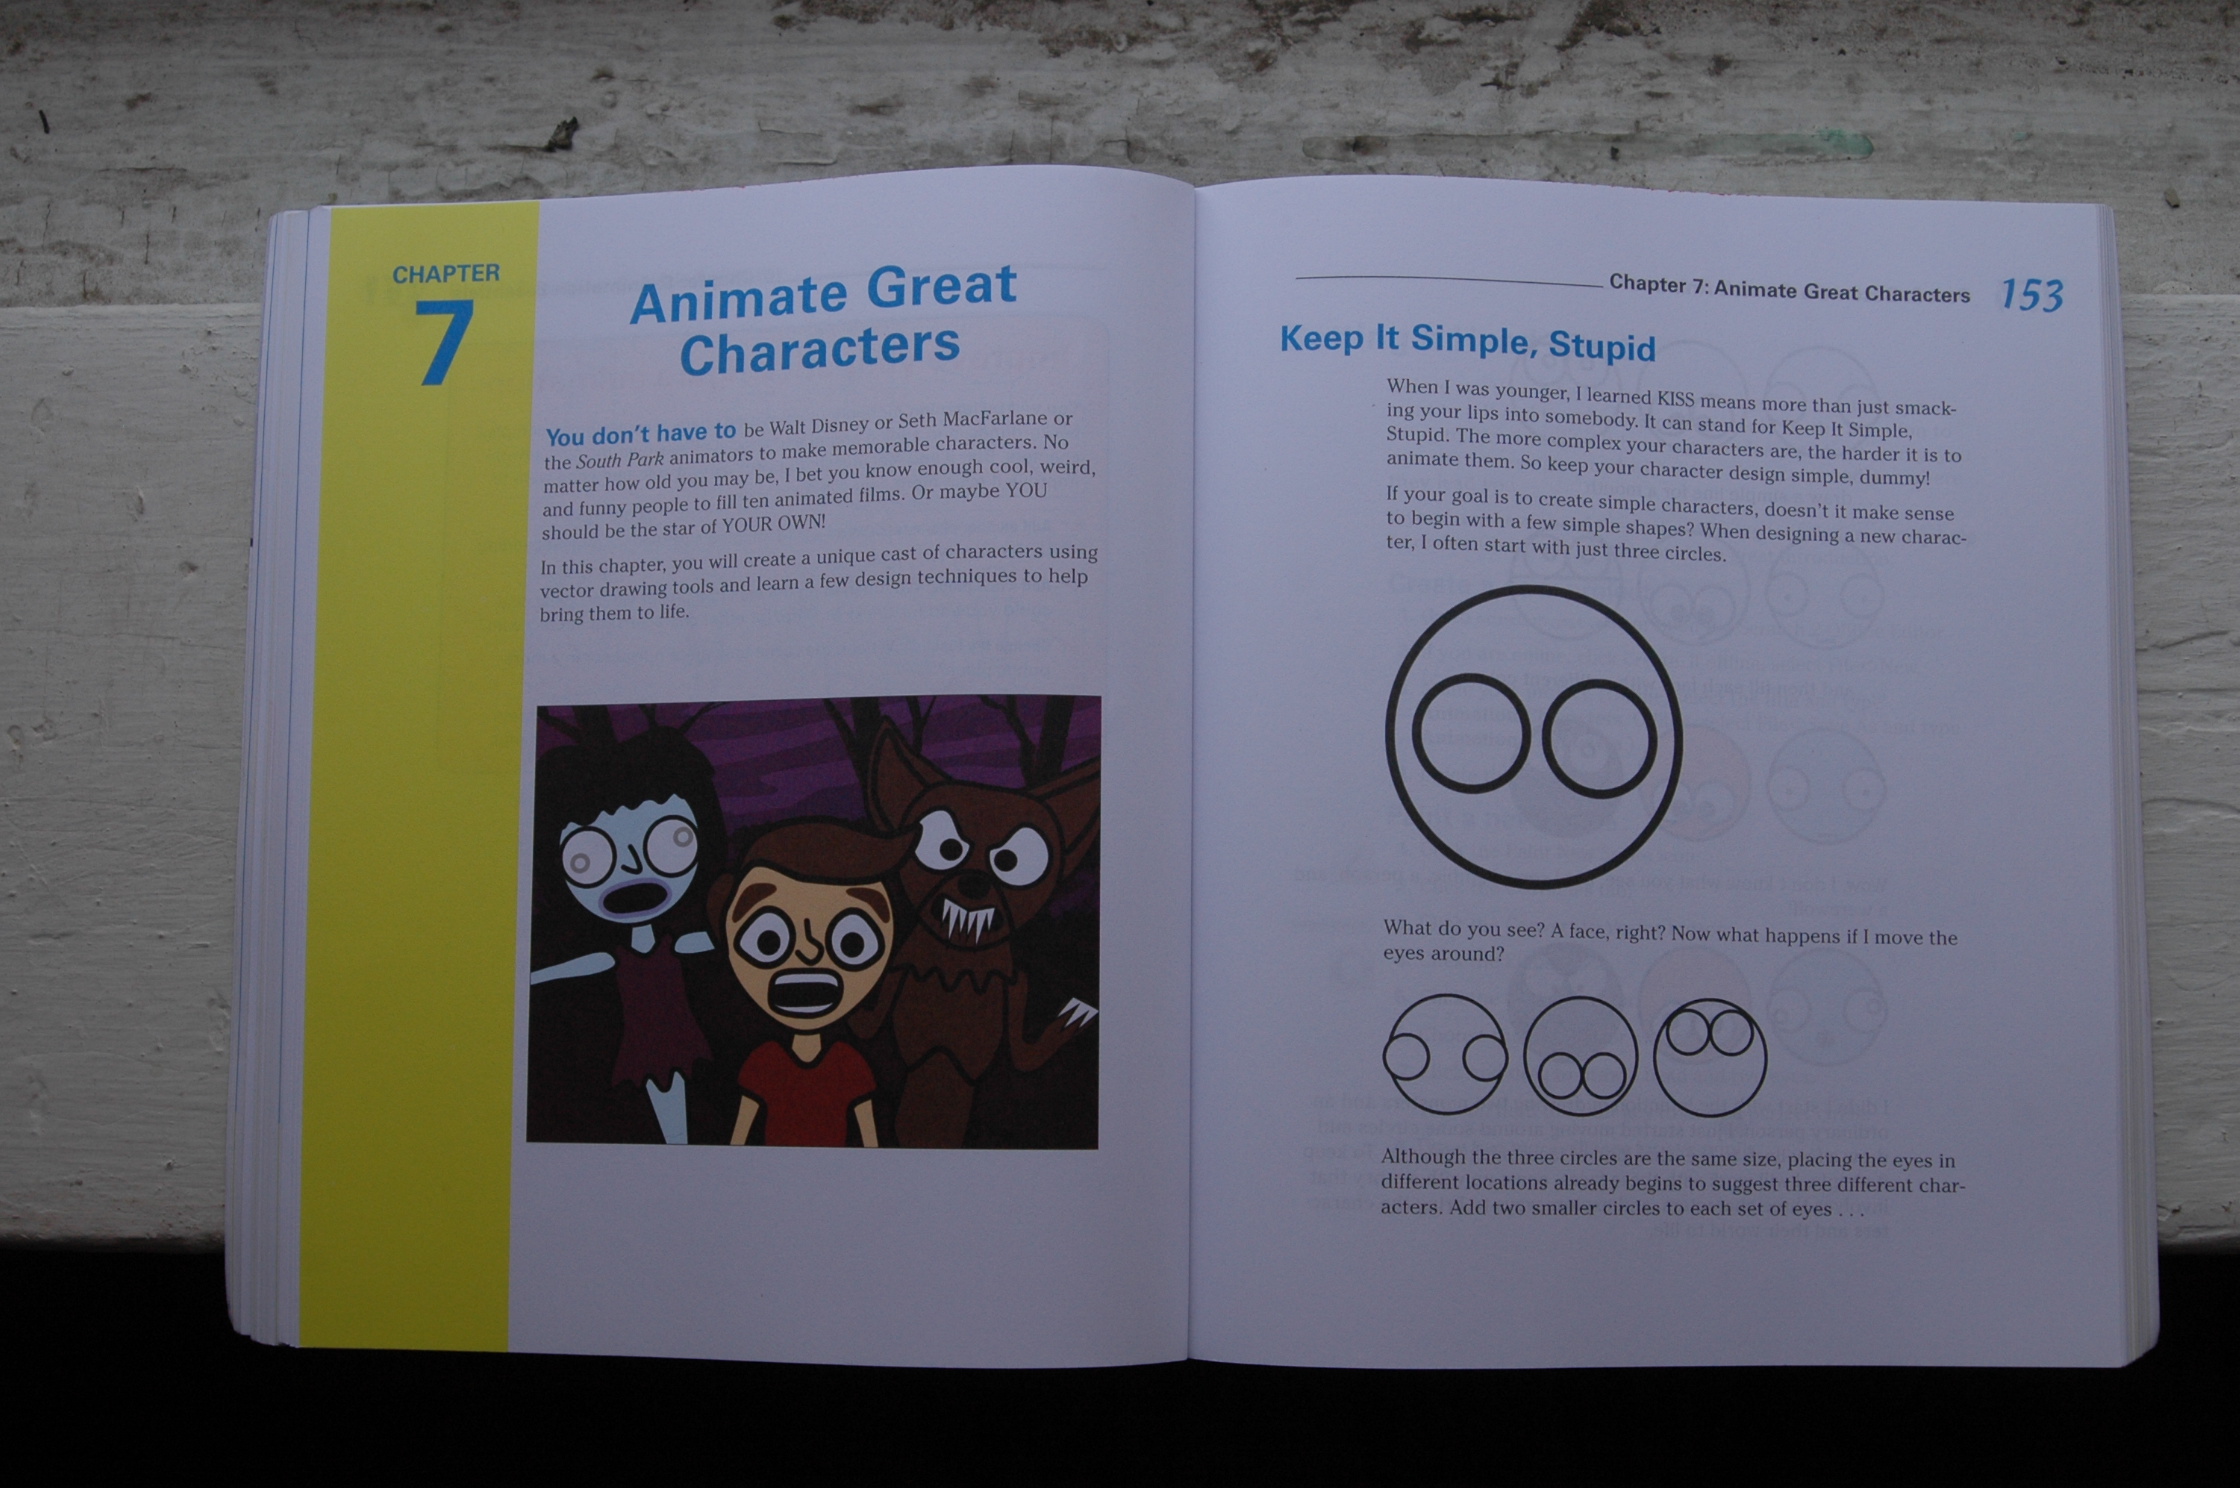 CHAPTER
7
Animate Great
Characters
You don't have to be Walt Disney or Seth MacFarlane or
the South Park animators to make memorable characters. No
matter how old you may be, I bet you know enough cool, weird,
and funny people to fill ten animated films. Or maybe YOU
should be the star of YOUR OWN!
In this chapter, you will create a unique cast of characters using
vector drawing tools and learn a few design techniques to help
bring them to life.
Chapter 7: Animate Great Characters 153
Keep It Simple, Stupid
When I was younger, I learned KISS means more than just smack-
ing your lips into somebody. It can stand for Keep It Simple,
Stupid. The more complex your characters are, the harder it is to
animate them. So keep your character design simple, dummy!
If your goal is to create simple characters, doesn't it make sense
to begin with a few simple shapes? When designing a new charac-
ter, I often start with just three circles.
What do you see? A face, right? Now what happens if I move the
eyes around?
Although the three circles are the same size, placing the eyes in
different locations already begins to suggest three different char-
acters. Add two smaller circles to each set of eyes . . .